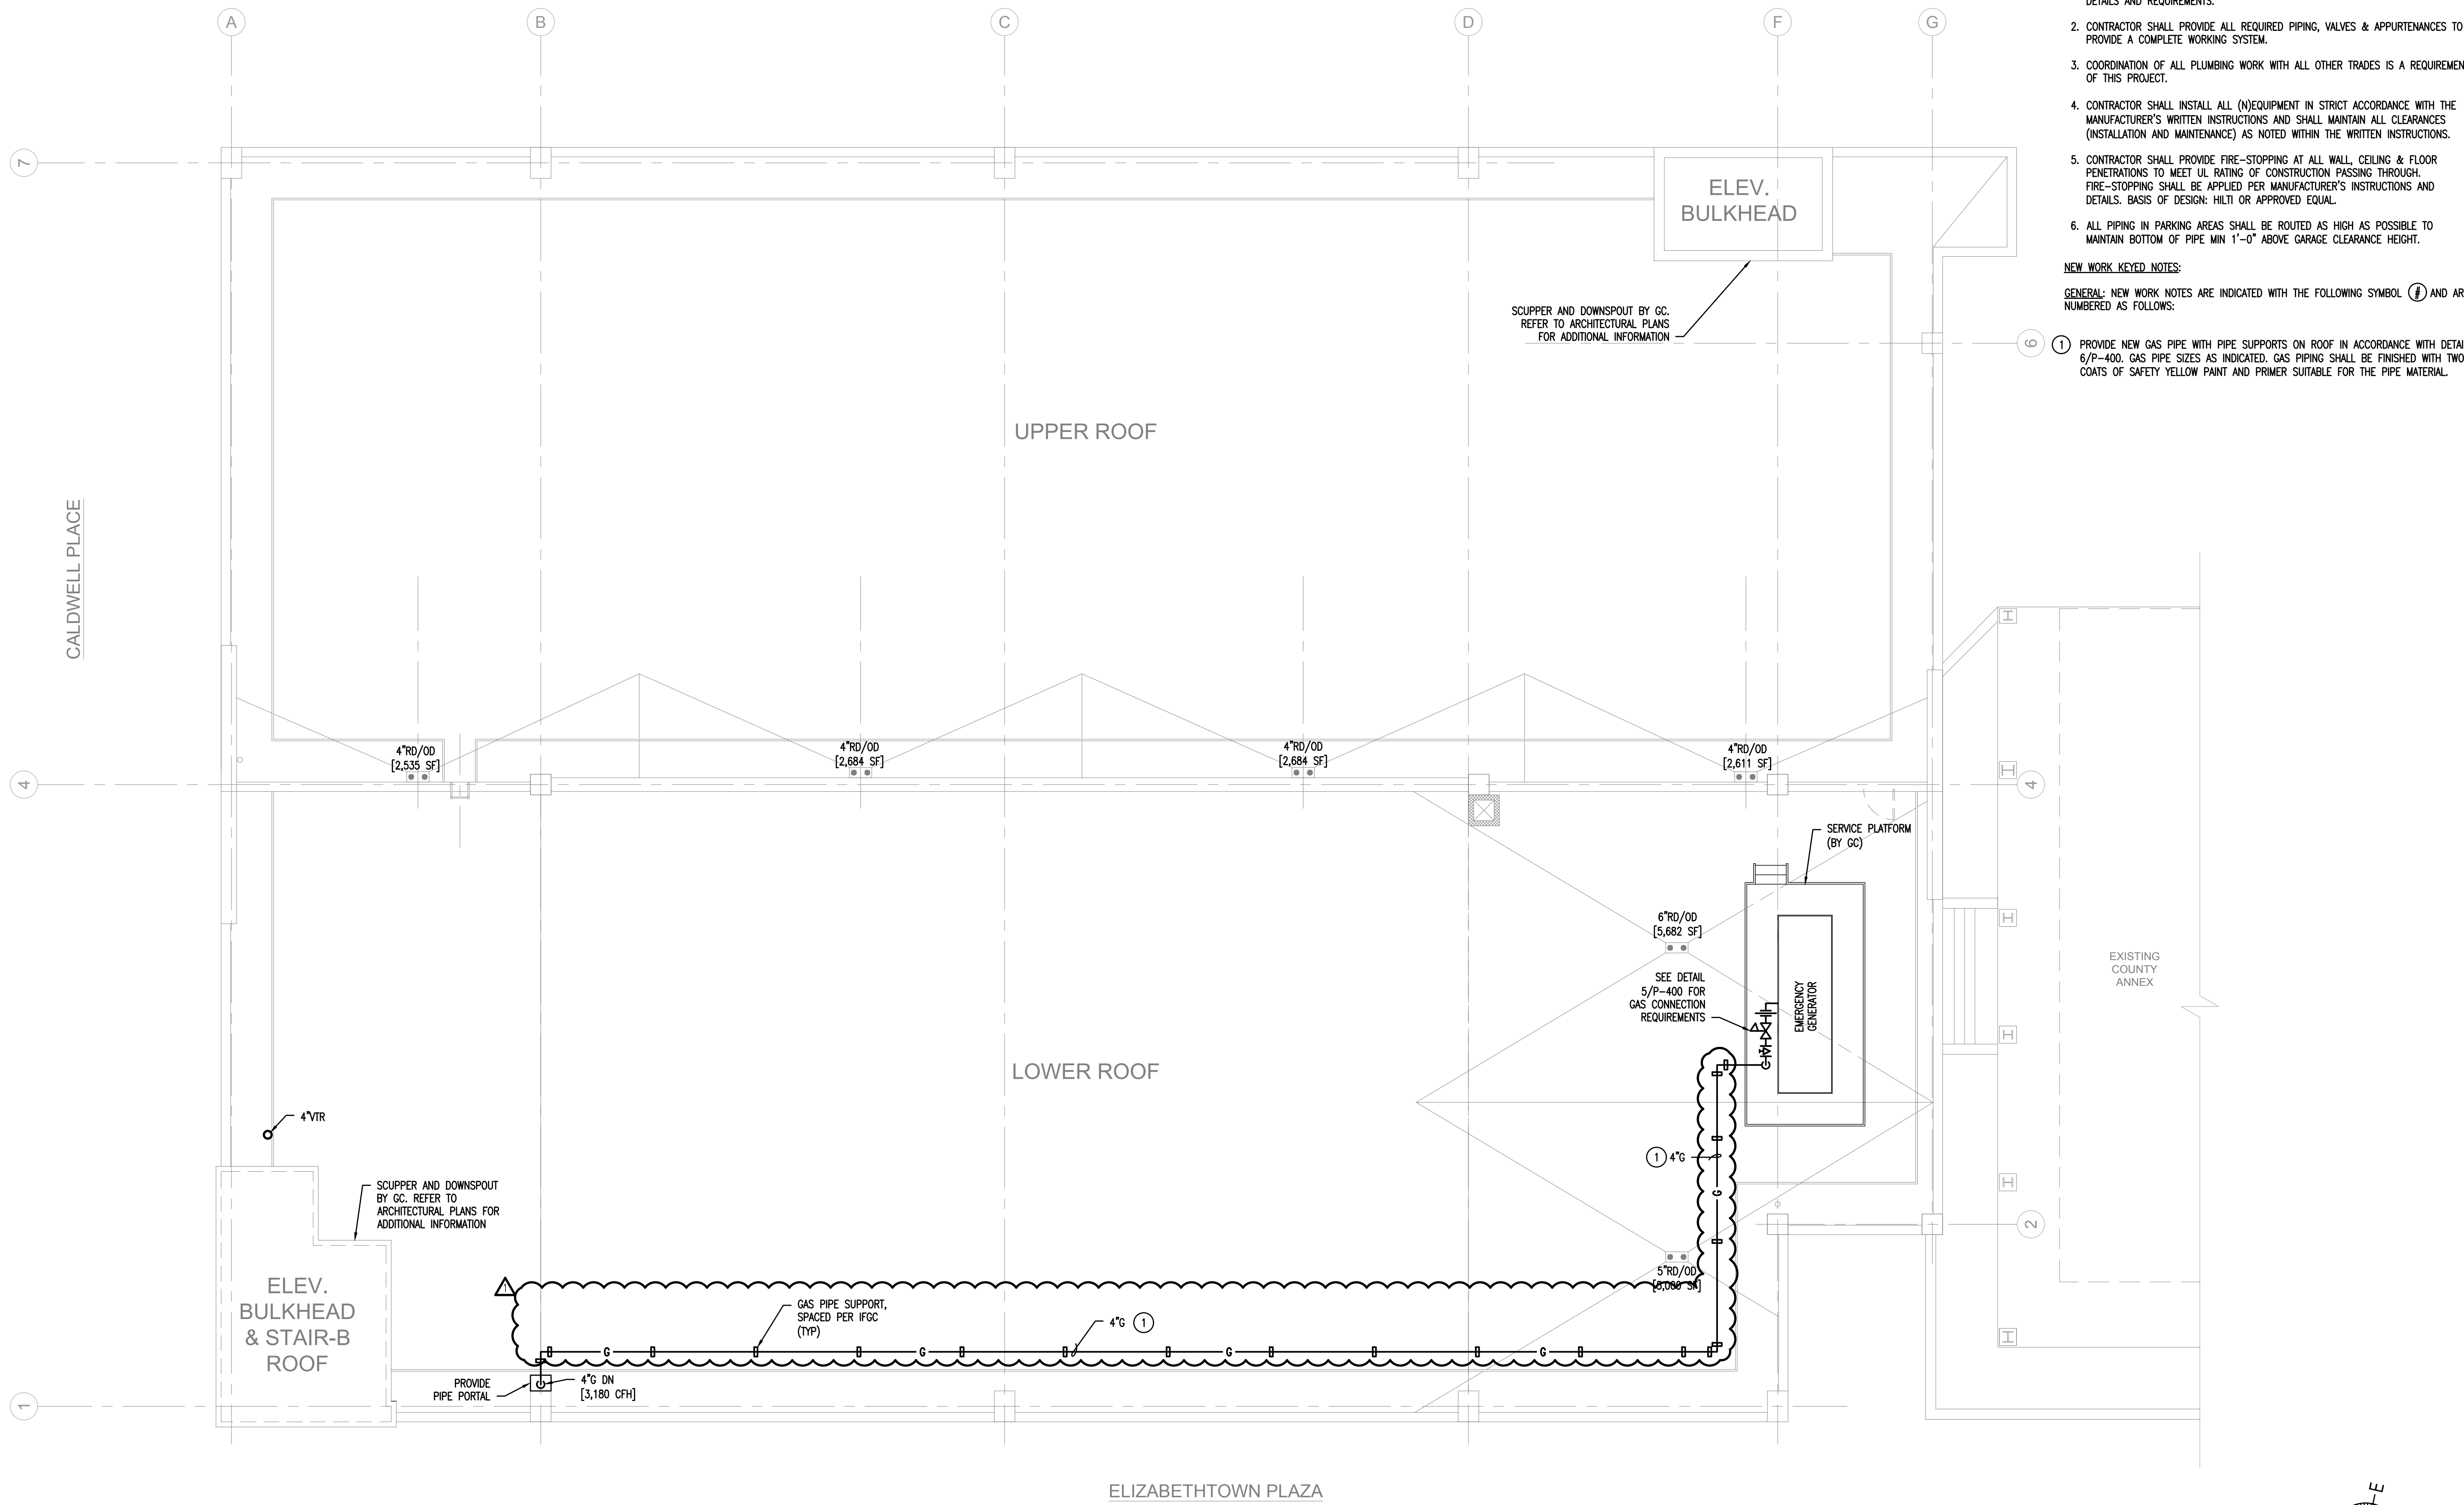 A
B
C
D
F
G
DETAILS AND REQUIREMENTS.
2. CONTRACTOR SHALL PROVIDE ALL REQUIRED PIPING, VALVES & APPURTENANCES TO
PROVIDE A COMPLETE WORKING SYSTEM.
3. COORDINATION OF ALL PLUMBING WORK WITH ALL OTHER TRADES IS A REQUIREMEN
OF THIS PROJECT.
4. CONTRACTOR SHALL INSTALL ALL (N)EQUIPMENT IN STRICT ACCORDANCE WITH THE
MANUFACTURER'S WRITTEN INSTRUCTIONS AND SHALL MAINTAIN ALL CLEARANCES
(INSTALLATION AND MAINTENANCE) AS NOTED WITHIN THE WRITTEN INSTRUCTIONS.
5. CONTRACTOR SHALL PROVIDE FIRE-STOPPING AT ALL WALL, CEILING & FLOOR
PENETRATIONS TO MEET UL RATING OF CONSTRUCTION PASSING THROUGH.
FIRE-STOPPING SHALL BE APPLIED PER MANUFACTURER'S INSTRUCTIONS AND
DETAILS. BASIS OF DESIGN: HILTI OR APPROVED EQUAL.
6. ALL PIPING IN PARKING AREAS SHALL BE ROUTED AS HIGH AS POSSIBLE TO
MAINTAIN BOTTOM OF PIPE MIN 1'-0" ABOVE GARAGE CLEARANCE HEIGHT.
NEW WORK KEYED NOTES:
GENERAL: NEW WORK NOTES ARE INDICATED WITH THE FOLLOWING SYMBOL # AND AR
NUMBERED AS FOLLOWS:
1 PROVIDE NEW GAS PIPE WITH PIPE SUPPORTS ON ROOF IN ACCORDANCE WITH DETAI
6/P-400. GAS PIPE SIZES AS INDICATED. GAS PIPING SHALL BE FINISHED WITH TWO
COATS OF SAFETY YELLOW PAINT AND PRIMER SUITABLE FOR THE PIPE MATERIAL.
7
ELEV.
BULKHEAD
SCUPPER AND DOWNSPOUT BY GC.
REFER TO ARCHITECTURAL PLANS
FOR ADDITIONAL INFORMATION
6
UPPER ROOF
CALDWELL PLACE
4"RD/OD
[2,535 SF]
4"RD/OD
[2,684 SF]
4"RD/OD
[2,684 SF]
4"RD/OD
[2,611 SF]
4
4
SERVICE PLATFORM
(BY GC)
6"RD/OD
[5,682 SF]
SEE DETAIL
5/P-400 FOR
GAS CONNECTION
REQUIREMENTS
EMERGENCY
GENERATOR
EXISTING
COUNTY
ANNEX
LOWER ROOF
4"VTR
1 4"G
G
SCUPPER AND DOWNSPOUT
BY GC. REFER TO
ARCHITECTURAL PLANS FOR
ADDITIONAL INFORMATION
2
5"RD/OD
ELEV.
BULKHEAD
& STAIR-B
ROOF
1
GAS PIPE SUPPORT,
SPACED PER IFGC
(TYP)
4"G 1
G
G
G
G
PROVIDE
PIPE PORTAL
4"G DN
[3,180 CFH]
1
ELIZABETHTOWN PLAZA
E